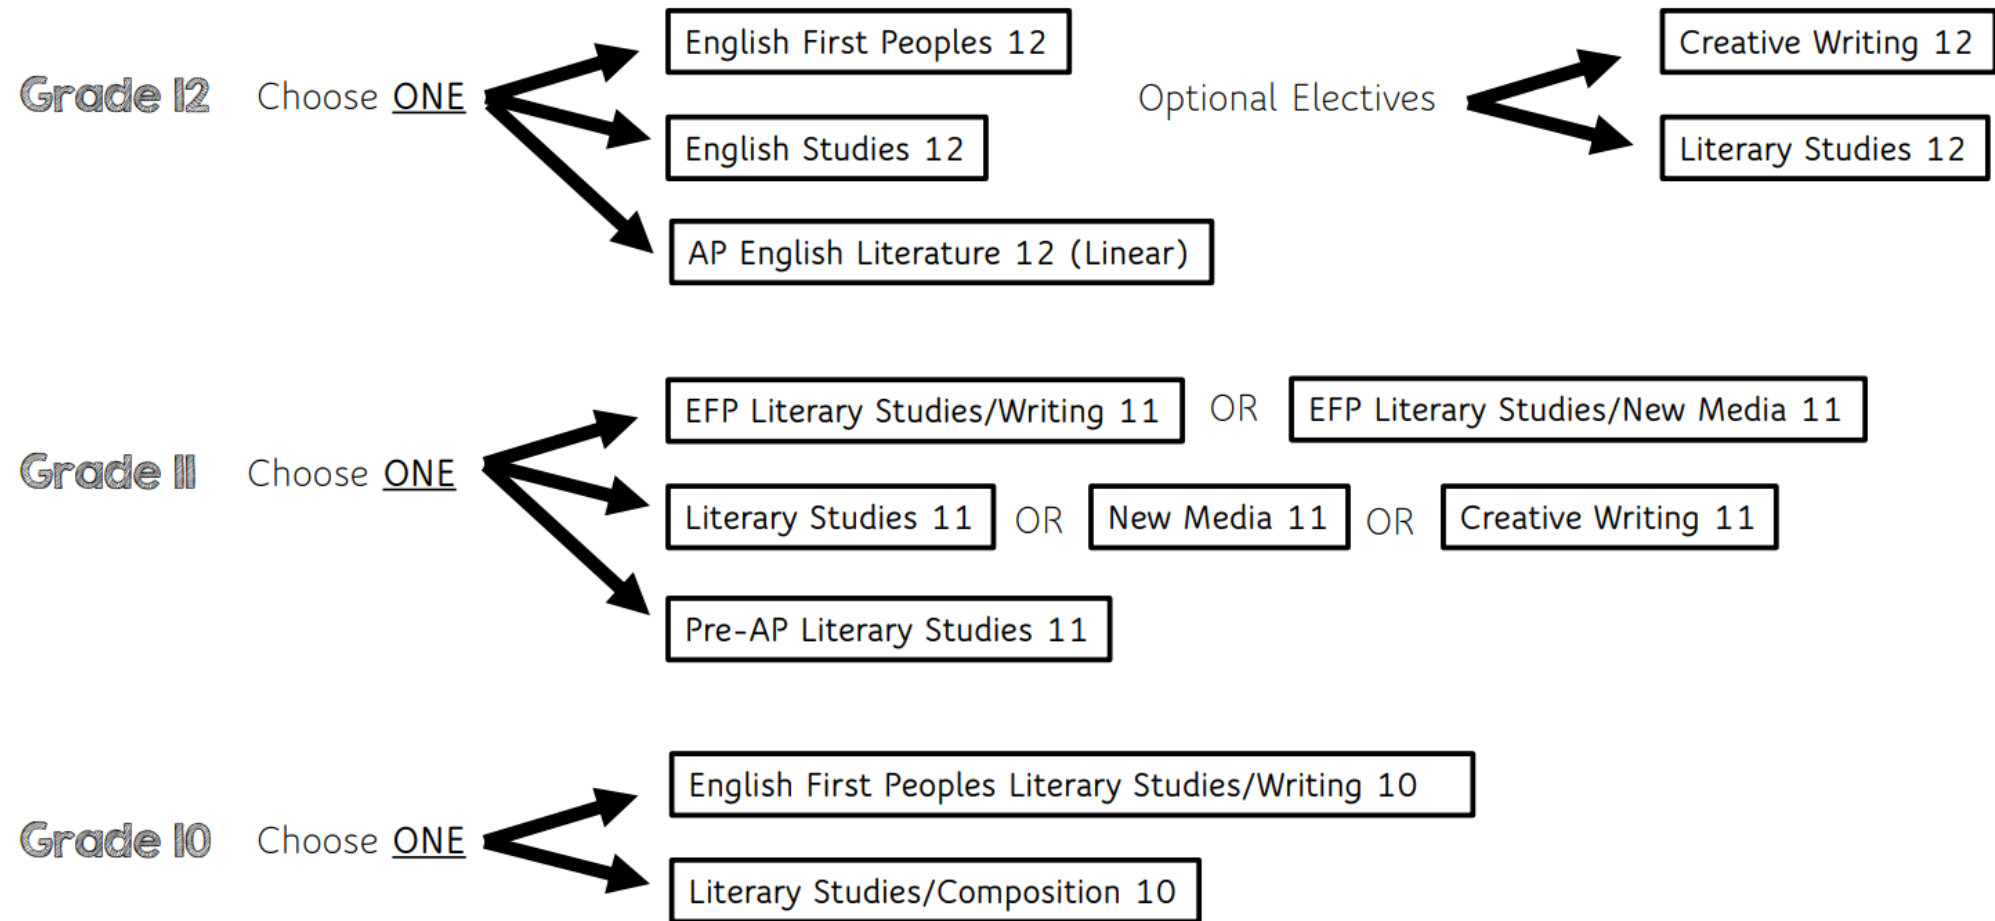 English First Peoples 12
Creative Writing 12
Grade 12 Choose ONE
Optional Electives
English Studies 12
Literary Studies 12
AP English Literature 12 (Linear)
EFP Literary Studies/Writing 11 OR EFP Literary Studies/New Media 11
Grade 11 Choose ONE
Literary Studies 11 OR New Media 11 OR Creative Writing 11
Pre-AP Literary Studies 11
English First Peoples Literary Studies/Writing 10
Grade 10 Choose ONE
Literary Studies/Composition 10